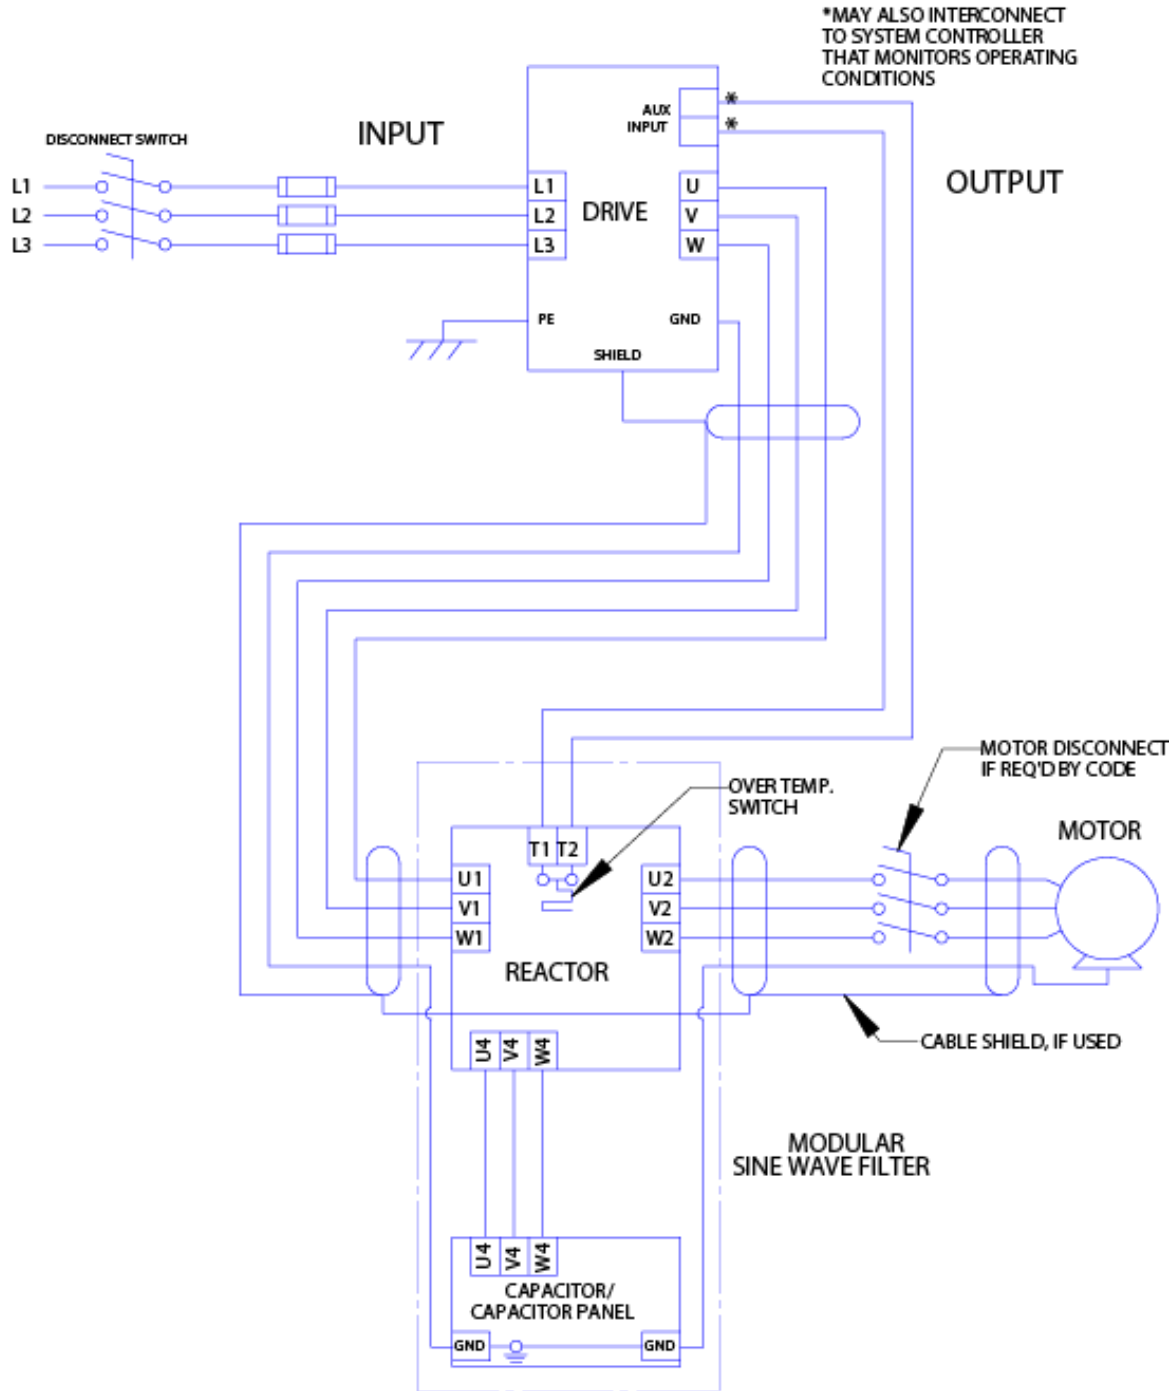 *MAY ALSO INTERCONNECT
TO SYSTEM CONTROLLER
THAT MONITORS OPERATING
CONDITIONS
DISCONNECT SWITCH
INPUT
AUX
INPUT
*
*
OUTPUT
L1
L2
L3
L1
L2
L3
DRIVE
U
V
W
PE
GND
SHIELD
MOTOR DISCONNECT
IF REQ'D BY CODE
OVER TEMP.
SWITCH
MOTOR
T1 T2
U1
V1
W1
U2
V2
W2
REACTOR
U4 V4 W4
CABLE SHIELD, IF USED
MODULAR
SINE WAVE FILTER
U4 V4 W4
CAPACITOR/
CAPACITOR PANEL
GND
GND